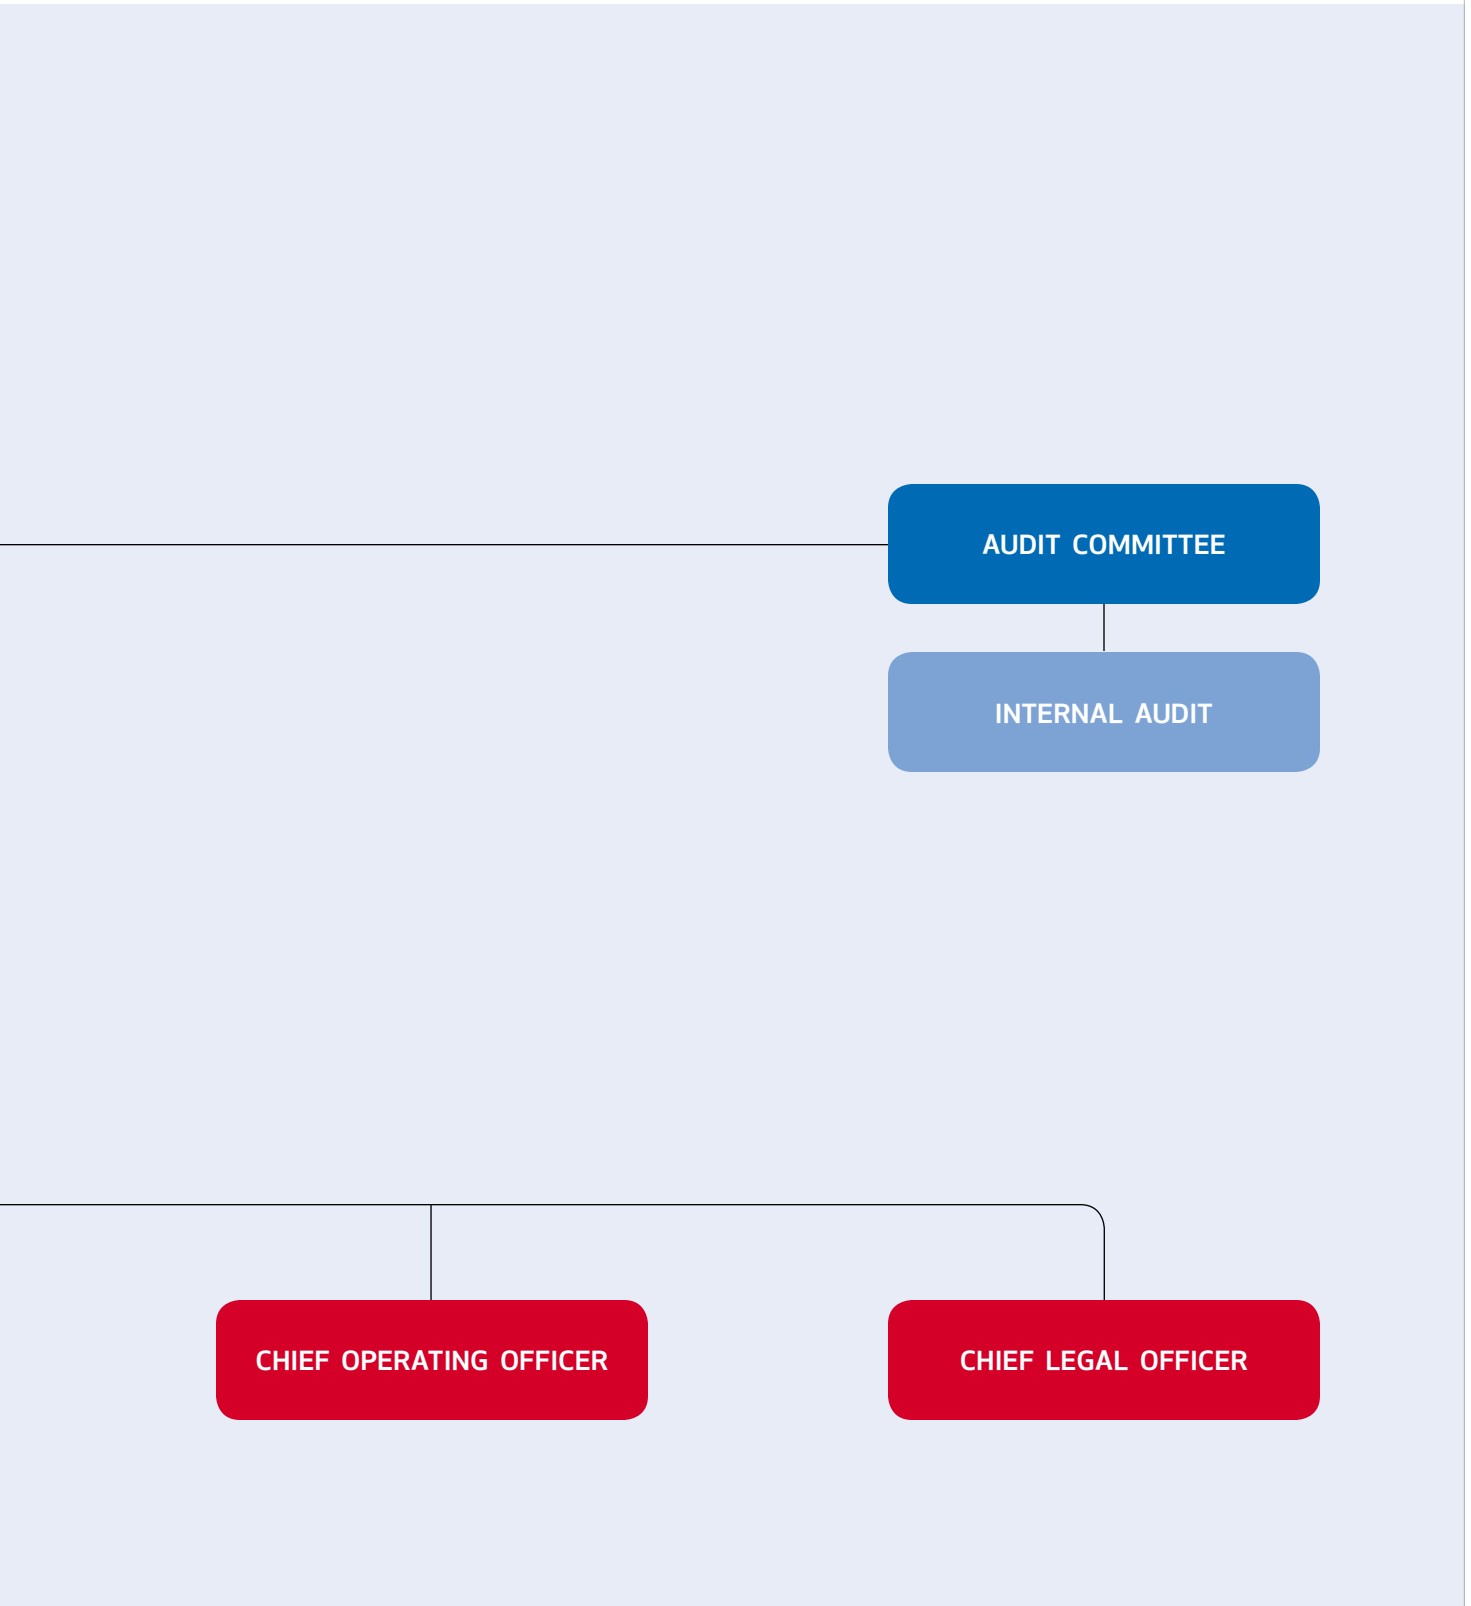 AUDIT COMMITTEE
INTERNAL AUDIT
CHIEF OPERATING OFFICER
CHIEF LEGAL OFFICER